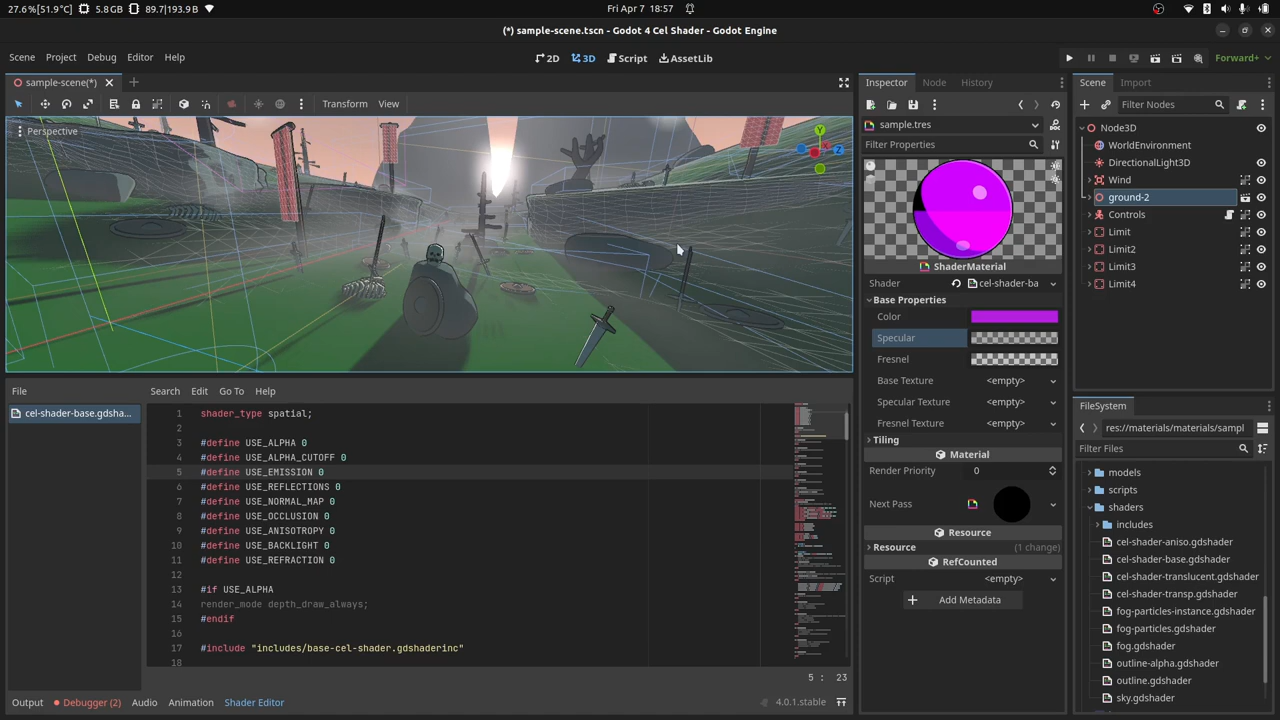 27.6%(51.9°C) 5.8GB 89.7/193.9B
Fri Apr 7 18:57
(*) sample-scene.tscn - Godot 4 Cel Shader - Godot Engine
Scene Project Debug Editor Help
2D 3D Script AssetLib
Forward+
sample-scene(*)
Transform View
Perspective
Y
Z
File
cel-shader-base.gdsha...
Search Edit Go To Help
1 shader_type spatial;
2
3 #define USE_ALPHA 0
4 #define USE_ALPHA_CUTOFF 0
5 #define USE_EMISSION 0
6 #define USE_REFLECTIONS 0
7 #define USE_NORMAL_MAP 0
8 #define USE_OCCLUSION 0
9 #define USE_ANISOTROPY 0
10 #define USE_BACKLIGHT 0
11 #define USE_REFRACTION 0
12
13 #if USE_ALPHA
14 render_mode depth_draw_always;
15 #endif
16
17 #include "includes/base-cel-shader.gdshaderinc"
18
5 : 23
Output Debugger (2) Audio Animation Shader Editor
4.0.1.stable
Inspector Node History
sample.tres
Filter Properties
ShaderMaterial
Shader cel-shader-ba
Base Properties
Color
Specular
Fresnel
Base Texture <empty>
Specular Texture <empty>
Fresnel Texture <empty>
Tiling
Material
Render Priority 0
Next Pass
Resource
Resource (1 change)
RefCounted
Script <empty>
Add Metadata
Scene Import
Filter Nodes
Node3D
WorldEnvironment
DirectionalLight3D
Wind
ground-2
Controls
Limit
Limit2
Limit3
Limit4
FileSystem
res://materials/materials/sampl
Filter Files
models
scripts
shaders
includes
cel-shader-aniso.gdshader
cel-shader-base.gdshader
cel-shader-translucent.gdshader
cel-shader-transp.gdshader
fog-particles-instance.gdshader
fog-particles.gdshader
fog.gdshader
outline-alpha.gdshader
outline.gdshader
sky.gdshader